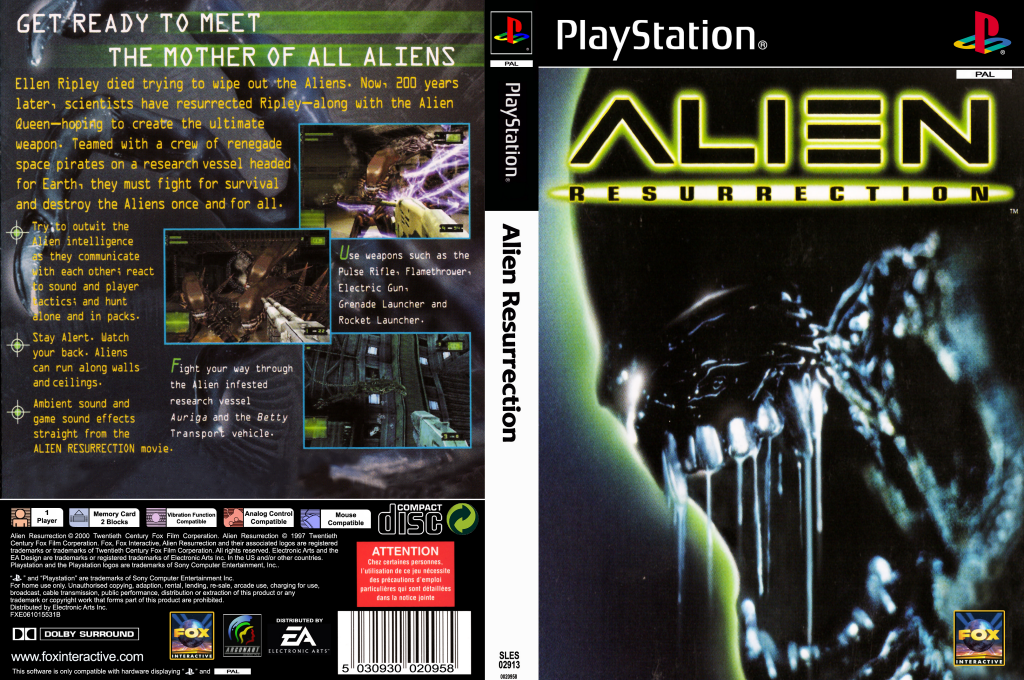 GET READY TO MEET
THE MOTHER OF ALL ALIENS
Ellen Ripley died trying to wipe out the Aliens. Now, 200 years
later, scientists have resurrected Ripley—along with the Alien
Queen—hoping to create the ultimate
weapon. Teamed with a crew of renegade
space pirates on a research vessel headed
for Earth, they must fight for survival
and destroy the Aliens once and for all.
Try to outwit the
Alien intelligence
as they communicate
with each other; react
to sound and player
tactics; and hunt
alone and in packs.
Stay Alert. Watch
your back. Aliens
can run along walls
and ceilings.
Ambient sound and
game sound effects
straight from the
ALIEN RESURRECTION movie.
Use weapons such as the
Pulse Rifle, Flamethrower,
Electric Gun,
Grenade Launcher and
Rocket Launcher.
Fight your way through
the Alien infested
research vessel
Auriga and the Betty
Transport vehicle.
1
Player
Memory Card
2 Blocks
Vibration Function
Compatible
Analog Control
Compatible
Mouse
Compatible
COMPACT
disc
Alien Resurrection © 2000 Twentieth Century Fox Film Corporation. Alien Resurrection © 1997 Twentieth
Century Fox Film Corporation. Fox, Fox Interactive, Alien Resurrection and their associated logos are registered
trademarks or trademarks of Twentieth Century Fox Film Corporation. All rights reserved. Electronic Arts and the
EA Design are trademarks or registered trademarks of Electronic Arts Inc. In the US and/or other countries.
Playstation and the Playstation logos are trademarks of Sony Computer Entertainment, Inc..
" " and "Playstation" are trademarks of Sony Computer Entertainment Inc.
For home use only. Unauthorised copying, adaption, rental, lending, re-sale, arcade use, charging for use,
broadcast, cable transmission, public performance, distribution or extraction of this product or any
trademark or copyright work that forms part of this product are prohibited.
Distributed by Electronic Arts Inc.
FXE061015531B
ATTENTION
Chez certaines personnes,
l'utilisation de ce jeu nécessite
des précautions d'emploi
particulières qui sont détaillées
dans la notice jointe
DOLBY SURROUND
FOX
INTERACTIVE
ARGONAUT
DISTRIBUTED BY
EA
ELECTRONIC ARTS™
www.foxinteractive.com
This software is only compatible with hardware displaying " " and PAL
5 030930 020958
PAL
PlayStation®
Alien Resurrection
SLES
02913
0020958
PlayStation®
PAL
ALIEN
RESURRECTION
™
FOX
INTERACTIVE